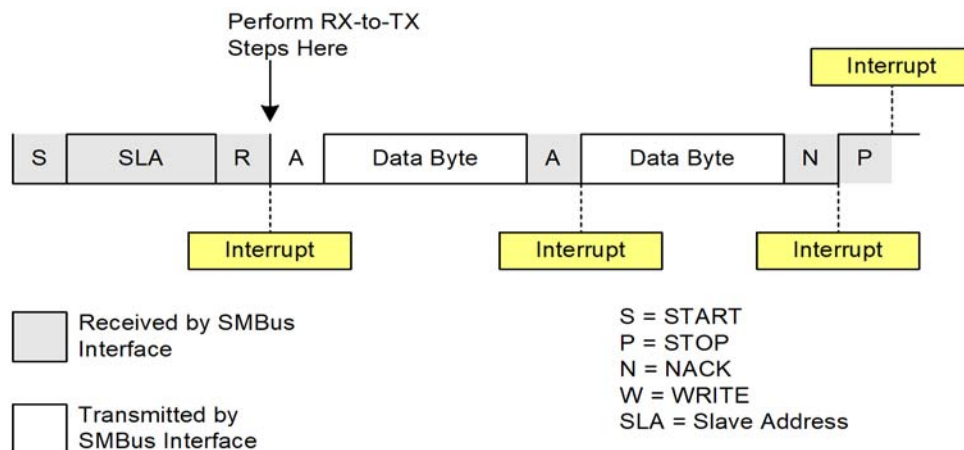 Perform RX-to-TX
Steps Here
Interrupt
S
SLA
R
A
Data Byte
A
Data Byte
N
P
Interrupt
Interrupt
Interrupt
Received by SMBus
Interface
Transmitted by
SMBus Interface
S = START
P = STOP
N = NACK
W = WRITE
SLA = Slave Address